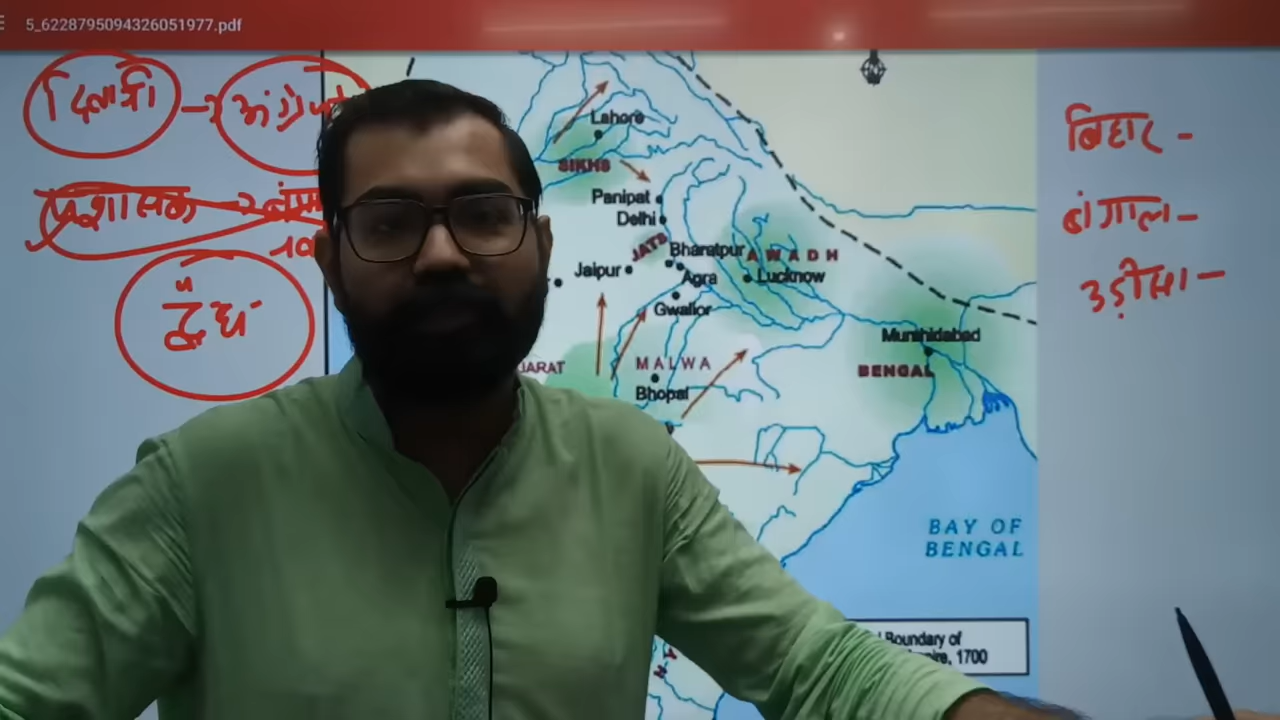 5_6228795094326051977.pdf
प्रशासक
द्वैध
Lahore
SIKHS
Panipat
Delhi
JATS
Bharatpur
AWADH
Jaipur
Agra
Lucknow
Gwalior
Murshidabad
MALWA
BENGAL
Bhopal
BAY OF
BENGAL
Boundary of
1700
बिहार -
बंगाल -
उड़ीसा -